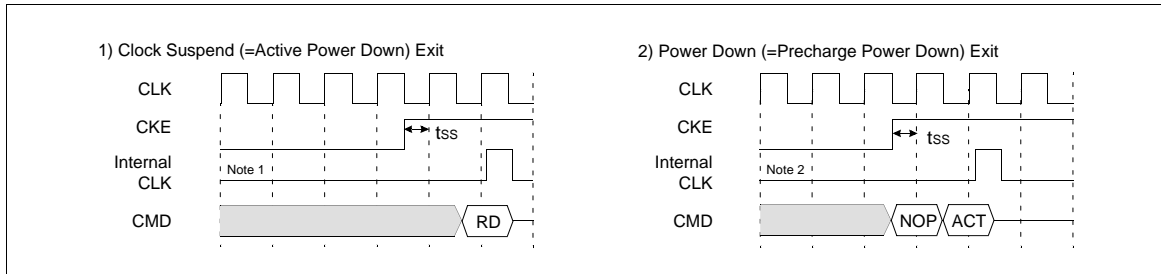 1) Clock Suspend (=Active Power Down) Exit
CLK
CKE
tSS
Internal
CLK
Note 1
CMD
RD
2) Power Down (=Precharge Power Down) Exit
CLK
CKE
tSS
Internal
CLK
Note 2
CMD
NOP
ACT